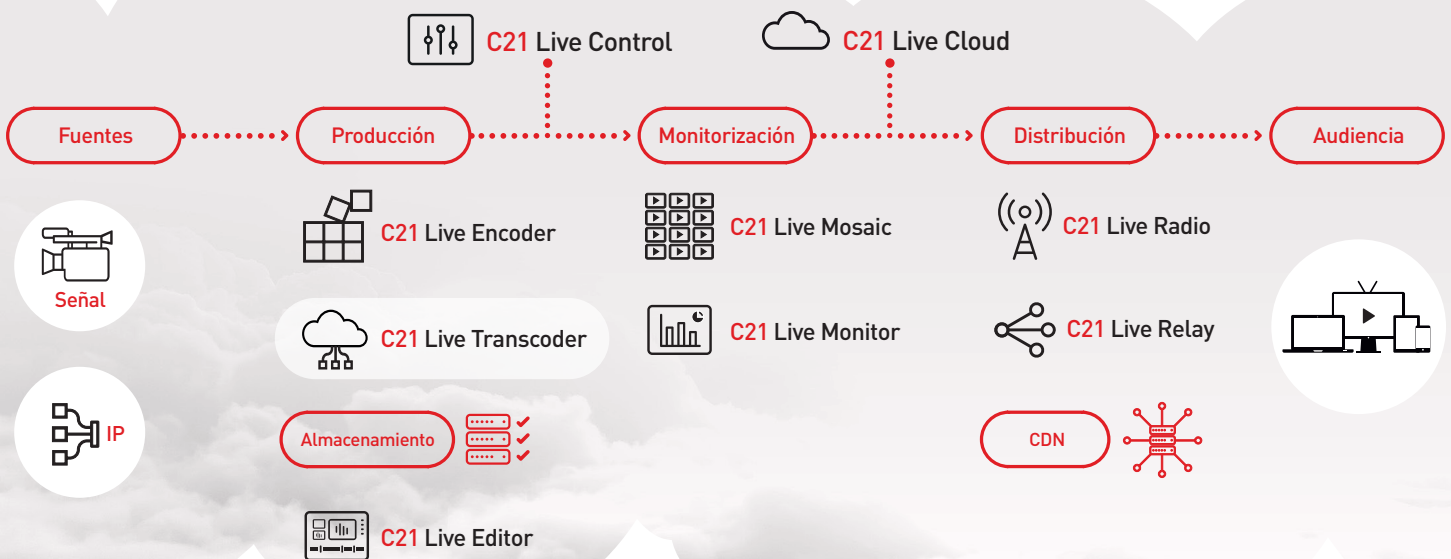 C21 Live Control
C21 Live Cloud
Fuentes
Producción
Monitorización
Distribución
Audiencia
C21 Live Encoder
C21 Live Mosaic
C21 Live Radio
Señal
C21 Live Transcoder
C21 Live Monitor
C21 Live Relay
IP
Almacenamiento
CDN
C21 Live Editor